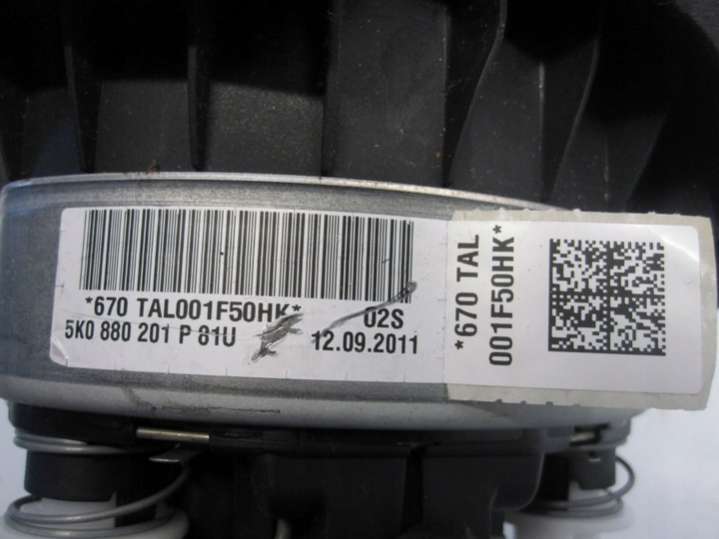 *670 TAL001F50HK* 02S
5K0 880 201 P 81U 12.09.2011
*670 TAL
001F50HK*